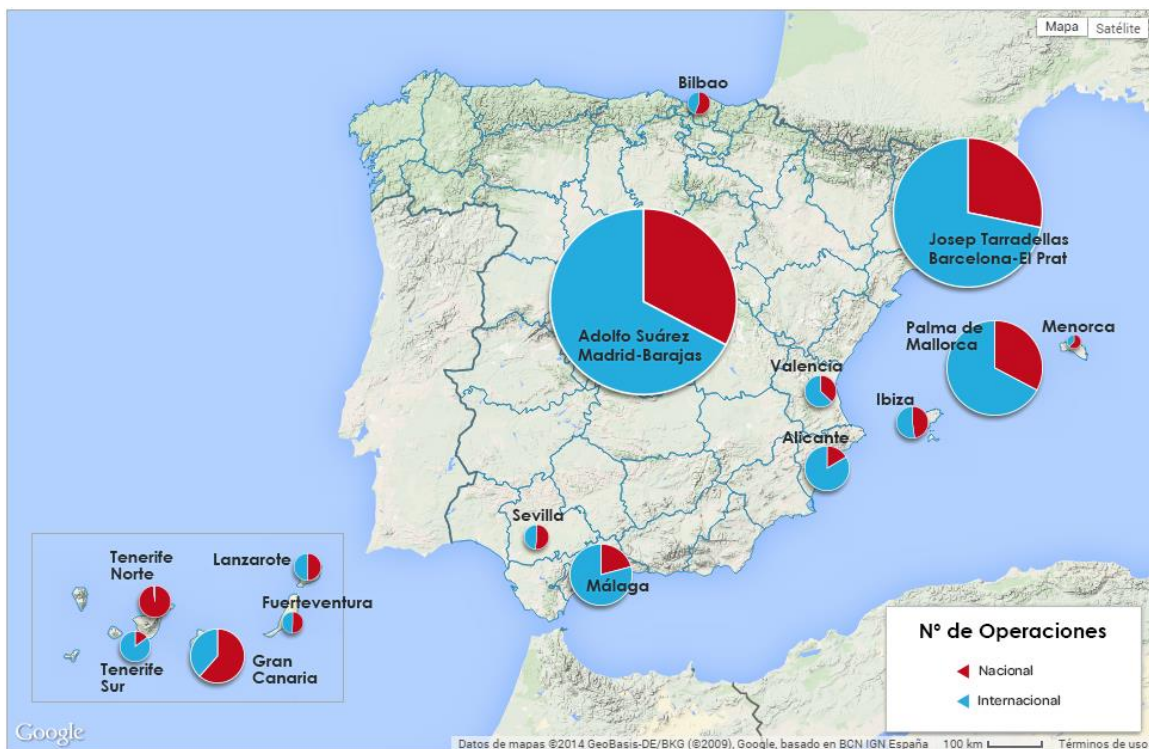 Mapa
Satélite
Bilbao
Josep Tarradellas
Barcelona-El Prat
Adolfo Suárez
Madrid-Barajas
Palma de
Mallorca
Menorca
Valencia
Ibiza
Alicante
Sevilla
Málaga
Tenerife
Norte
Lanzarote
Fuerteventura
Tenerife
Sur
Gran
Canaria
Nº de Operaciones
Nacional
Internacional
Google
Datos de mapas ©2014 GeoBasis-DE/BKG (©2009), Google, basado en BCN IGN España
100 km
Términos de uso